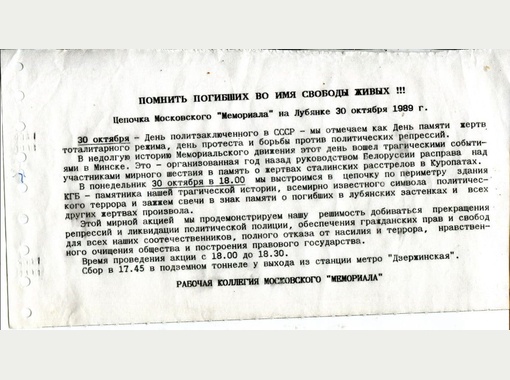 ПОМНИТЬ ПОГИБШИХ ВО ИМЯ СВОБОДЫ ЖИВЫХ !!!
Цепочка Московского "Мемориала" на Лубянке 30 октября 1989 г.
30 октября - День политзаключенного в СССР - мы отмечаем как День памяти жертв
тоталитарного режима, день протеста и борьбы против политических репрессий.
В недолгую историю Мемориальского движения этот день вошел трагическими событи-
ями в Минске. Это - организованная год назад руководством Белоруссии расправа над
участниками мирного шествия в память о жертвах сталинских расстрелов в Куропатах.
В понедельник 30 октября в 18.00 мы выстроимся в цепочку по периметру здания
КГБ - памятника нашей трагической истории, всемирно известного символа политичес-
кого террора и зажжем свечи в знак памяти о погибших в лубянских застенках и всех
других жертвах произвола.
Этой мирной акцией мы продемонстрируем нашу решимость добиваться прекращения
репрессий и ликвидации политической полиции, обеспечения гражданских прав и свобод
для всех наших соотечественников, полного отказа от насилия и террора, нравствен-
ного очищения общества и построения правового государства.
Время проведения акции с 18.00 до 18.30.
Сбор в 17.45 в подземном тоннеле у выхода из станции метро "Дзержинская".
РАБОЧАЯ КОЛЛЕГИЯ МОСКОВСКОГО "МЕМОРИАЛА"